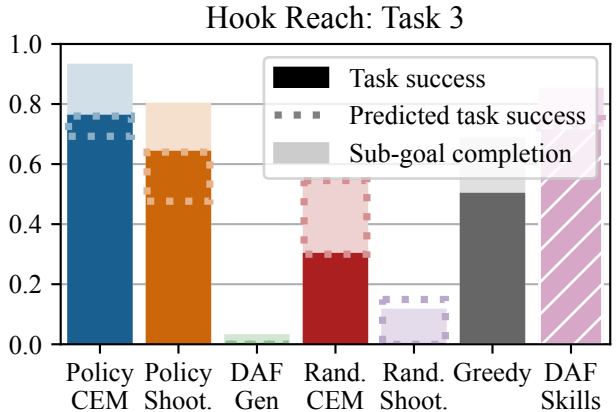 Hook Reach: Task 3
1.0
0.8
0.6
0.4
0.2
0.0
Task success
Predicted task success
Sub-goal completion
Policy CEM
Policy Shoot.
DAF Gen
Rand. CEM
Rand. Shoot.
Greedy
DAF Skills